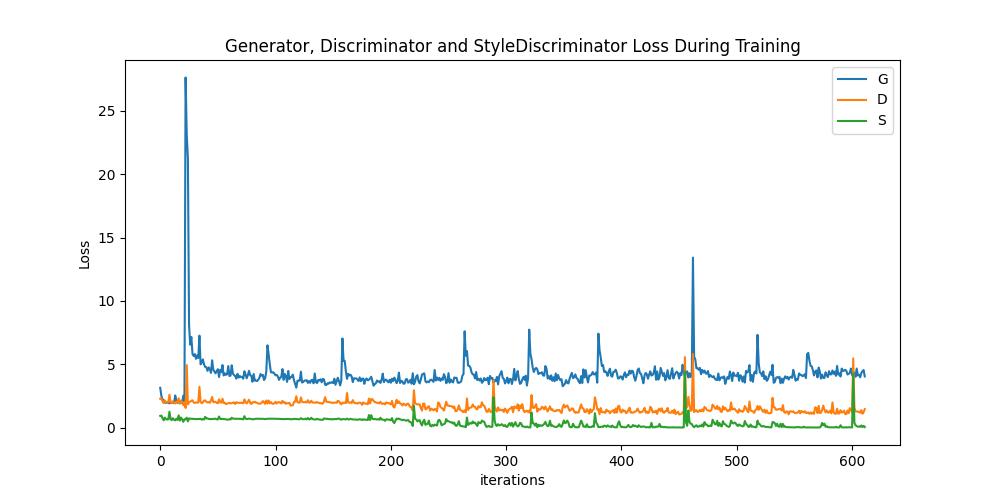 Generator, Discriminator and StyleDiscriminator Loss During Training
G
D
S
25
20
15
10
5
0
Loss
0 100 200 300 400 500 600
iterations